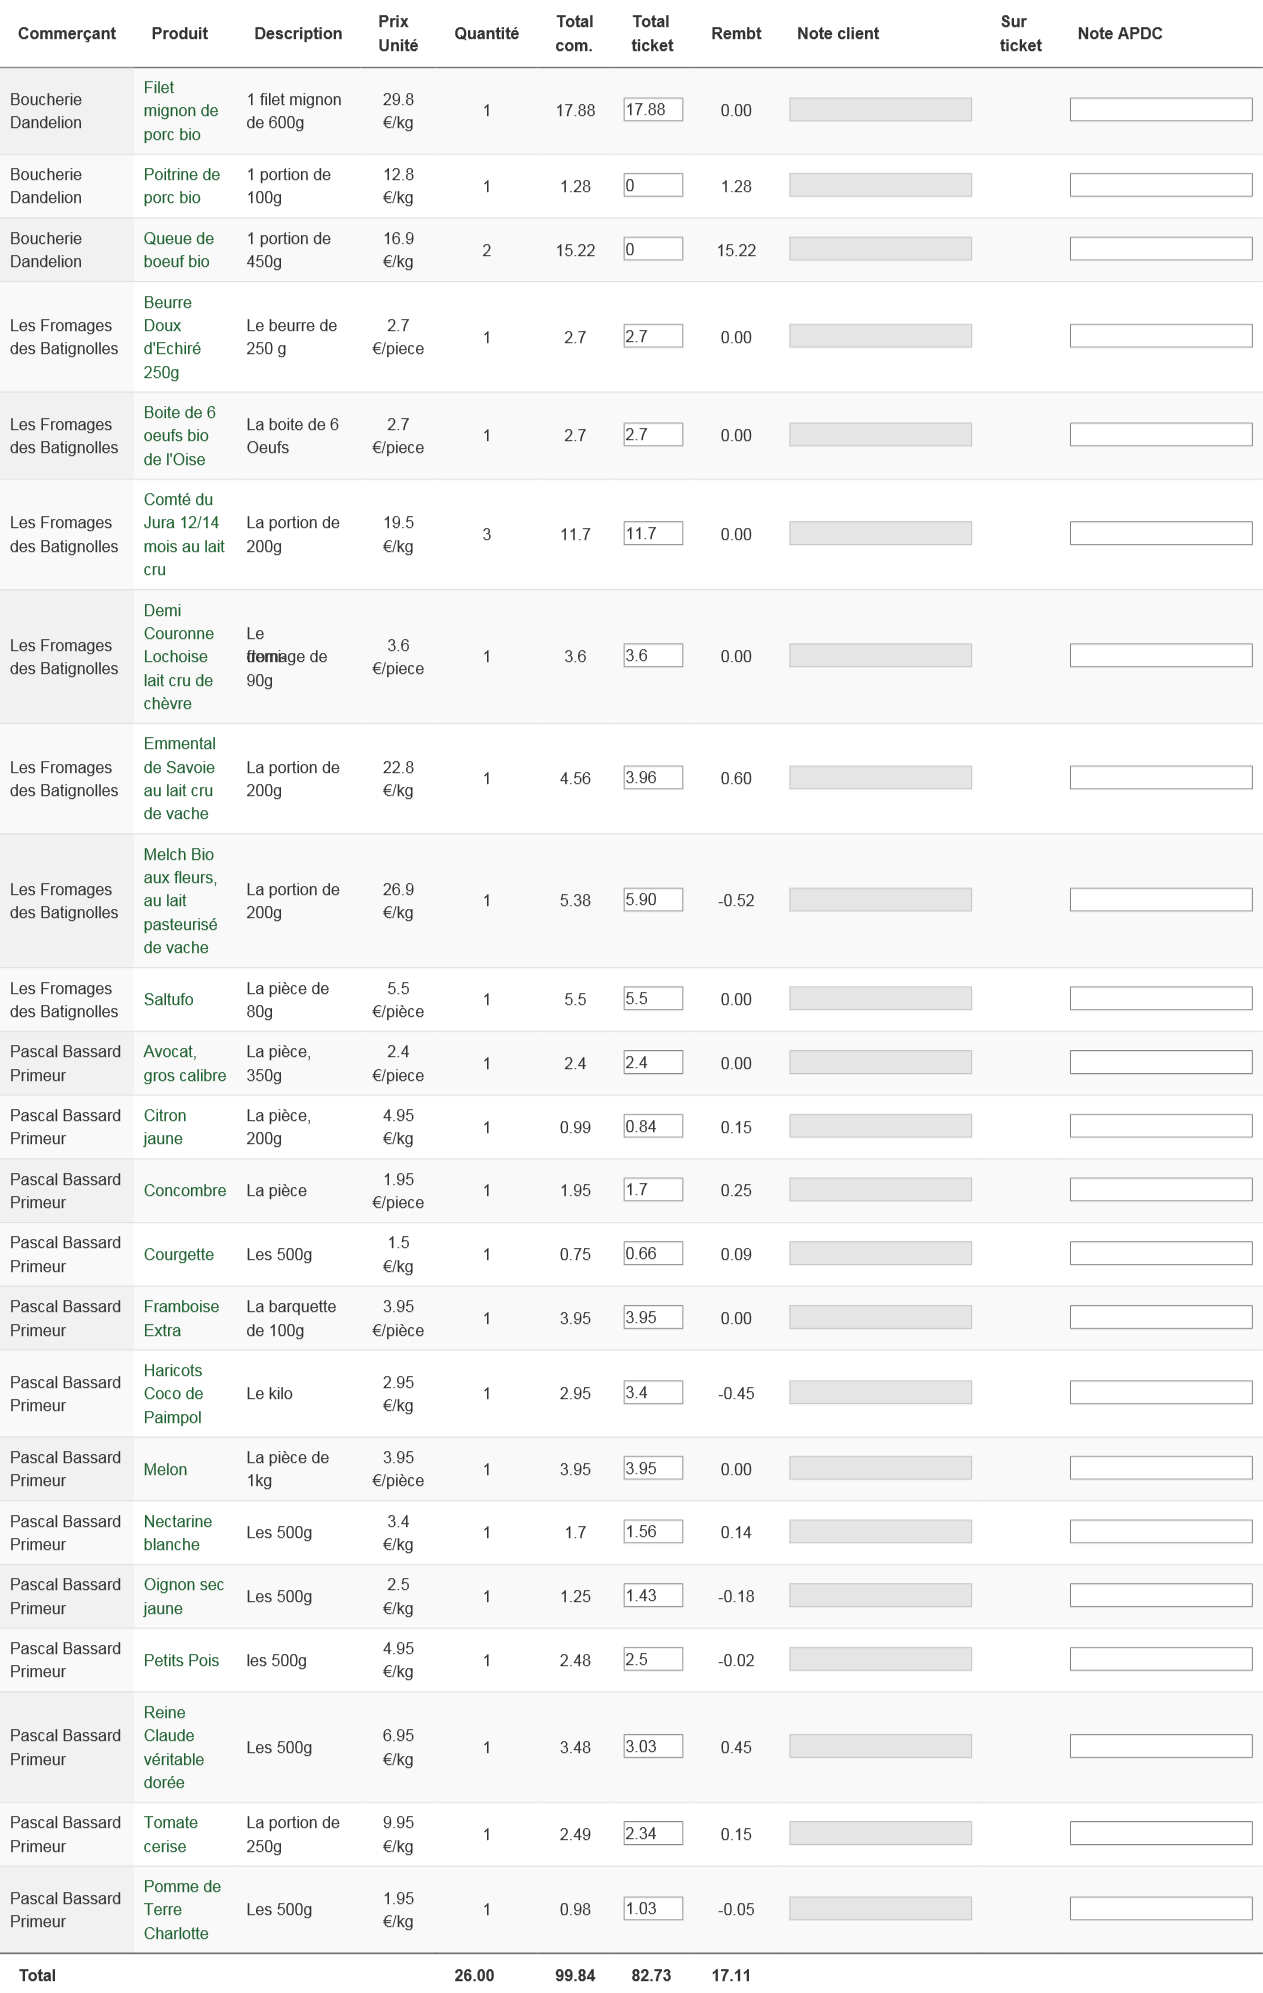 Commerçant Produit Description Prix Unité Quantité Total com. Total ticket Rembt Note client Sur ticket Note APDC
Boucherie Dandelion Filet mignon de porc bio 1 filet mignon de 600g 29.8 €/kg 1 17.88 17.88 0.00
Boucherie Dandelion Poitrine de porc bio 1 portion de 100g 12.8 €/kg 1 1.28 0 1.28
Boucherie Dandelion Queue de boeuf bio 1 portion de 450g 16.9 €/kg 2 15.22 0 15.22
Les Fromages des Batignolles Beurre Doux d'Echiré 250g Le beurre de 250 g 2.7 €/piece 1 2.7 2.7 0.00
Les Fromages des Batignolles Boite de 6 oeufs bio de l'Oise La boite de 6 Oeufs 2.7 €/piece 1 2.7 2.7 0.00
Les Fromages des Batignolles Comté du Jura 12/14 mois au lait cru La portion de 200g 19.5 €/kg 3 11.7 11.7 0.00
Les Fromages des Batignolles Demi Couronne Lochoise lait cru de chèvre Le de 90g 3.6 €/piece 1 3.6 3.6 0.00
Les Fromages des Batignolles Emmental de Savoie au lait cru de vache La portion de 200g 22.8 €/kg 1 4.56 3.96 0.60
Les Fromages des Batignolles Melch Bio aux fleurs, au lait pasteurisé de vache La portion de 200g 26.9 €/kg 1 5.38 5.90 -0.52
Les Fromages des Batignolles Saltufo La pièce de 80g 5.5 €/pièce 1 5.5 5.5 0.00
Pascal Bassard Primeur Avocat, gros calibre La pièce, 350g 2.4 €/piece 1 2.4 2.4 0.00
Pascal Bassard Primeur Citron jaune La pièce, 200g 4.95 €/kg 1 0.99 0.84 0.15
Pascal Bassard Primeur Concombre La pièce 1.95 €/piece 1 1.95 1.7 0.25
Pascal Bassard Primeur Courgette Les 500g 1.5 €/kg 1 0.75 0.66 0.09
Pascal Bassard Primeur Framboise Extra La barquette de 100g 3.95 €/pièce 1 3.95 3.95 0.00
Pascal Bassard Primeur Haricots Coco de Paimpol Le kilo 2.95 €/kg 1 2.95 3.4 -0.45
Pascal Bassard Primeur Melon La pièce de 1kg 3.95 €/pièce 1 3.95 3.95 0.00
Pascal Bassard Primeur Nectarine blanche Les 500g 3.4 €/kg 1 1.7 1.56 0.14
Pascal Bassard Primeur Oignon sec jaune Les 500g 2.5 €/kg 1 1.25 1.43 -0.18
Pascal Bassard Primeur Petits Pois les 500g 4.95 €/kg 1 2.48 2.5 -0.02
Pascal Bassard Primeur Reine Claude véritable dorée Les 500g 6.95 €/kg 1 3.48 3.03 0.45
Pascal Bassard Primeur Tomate cerise La portion de 250g 9.95 €/kg 1 2.49 2.34 0.15
Pascal Bassard Primeur Pomme de Terre Charlotte Les 500g 1.95 €/kg 1 0.98 1.03 -0.05
Total 26.00 99.84 82.73 17.11